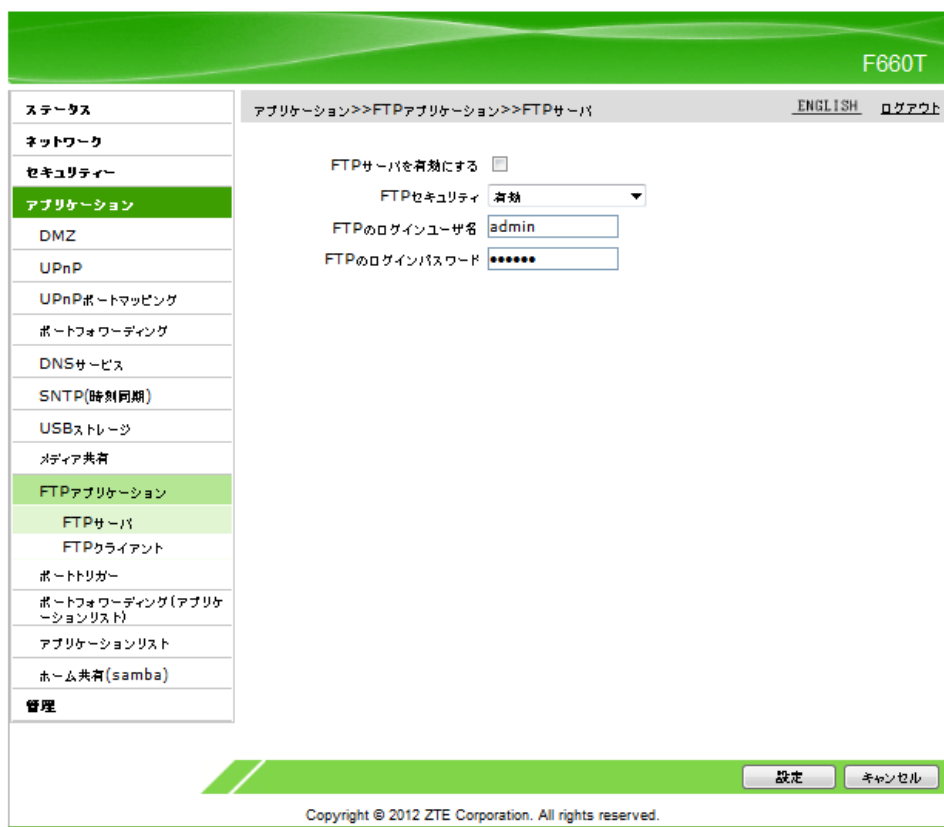 F660T
ステータス
ネットワーク
セキュリティー
アプリケーション
DMZ
UPnP
UPnPポートマッピング
ポートフォワーディング
DNSサービス
SNTP(時刻同期)
USBストレージ
メディア共有
FTPアプリケーション
FTPサーバ
FTPクライアント
ポートトリガー
ポートフォワーディング(アプリケ
ーションリスト)
アプリケーションリスト
ホーム共有(samba)
管理
アプリケーション>>FTPアプリケーション>>FTPサーバ
ENGLISH ログアウト
FTPサーバを有効にする
FTPセキュリティ 有効
FTPのログインユーザ名 admin
FTPのログインパスワード ••••••
設定 キャンセル
Copyright © 2012 ZTE Corporation. All rights reserved.